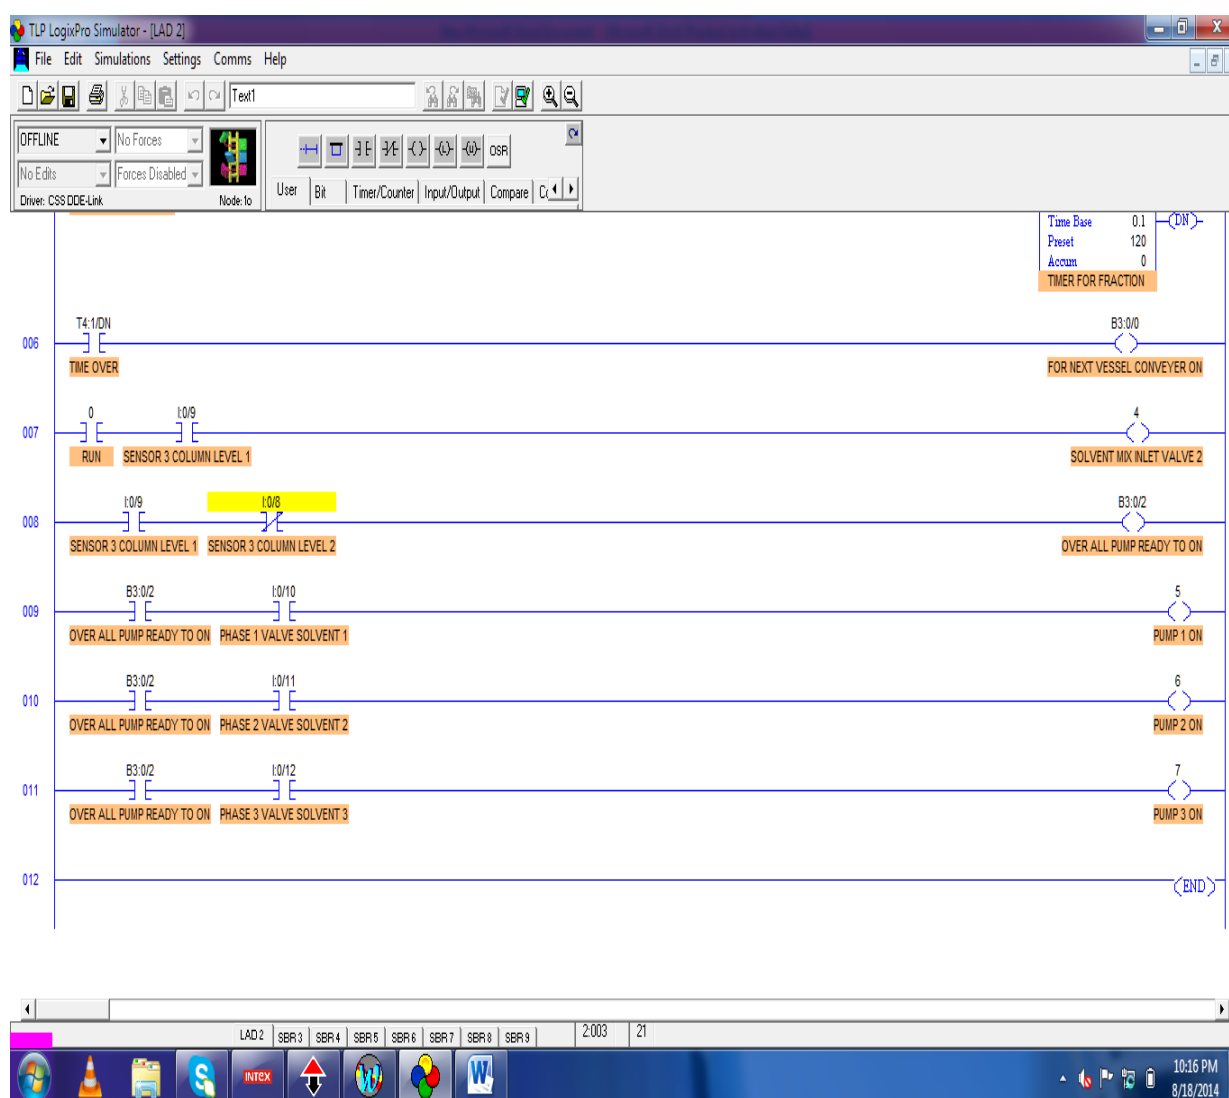 TLP LogixPro Simulator - [LAD 2]
File Edit Simulations Settings Comms Help
Text1
OFFLINE No Forces
No Edits Forces Disabled
Driver: CSS DDE-Link Node: 1o
OSR
User Bit Timer/Counter Input/Output Compare
Time Base 0.1 (DN)
Preset 120
Accum 0
TIMER FOR FRACTION
T4:1/DN B3:0/0
006
TIME OVER FOR NEXT VESSEL CONVEYER ON
0 I:0/9 4
007
RUN SENSOR 3 COLUMN LEVEL 1 SOLVENT MIX INLET VALVE 2
I:0/9 I:0/8 B3:0/2
008
SENSOR 3 COLUMN LEVEL 1 SENSOR 3 COLUMN LEVEL 2 OVER ALL PUMP READY TO ON
B3:0/2 I:0/10 5
009
OVER ALL PUMP READY TO ON PHASE 1 VALVE SOLVENT 1 PUMP 1 ON
B3:0/2 I:0/11 6
010
OVER ALL PUMP READY TO ON PHASE 2 VALVE SOLVENT 2 PUMP 2 ON
B3:0/2 I:0/12 7
011
OVER ALL PUMP READY TO ON PHASE 3 VALVE SOLVENT 3 PUMP 3 ON
012 (END)
LAD 2 SBR 3 SBR 4 SBR 5 SBR 6 SBR 7 SBR 8 SBR 9 2:003 21
INTEX
10:16 PM
8/18/2014